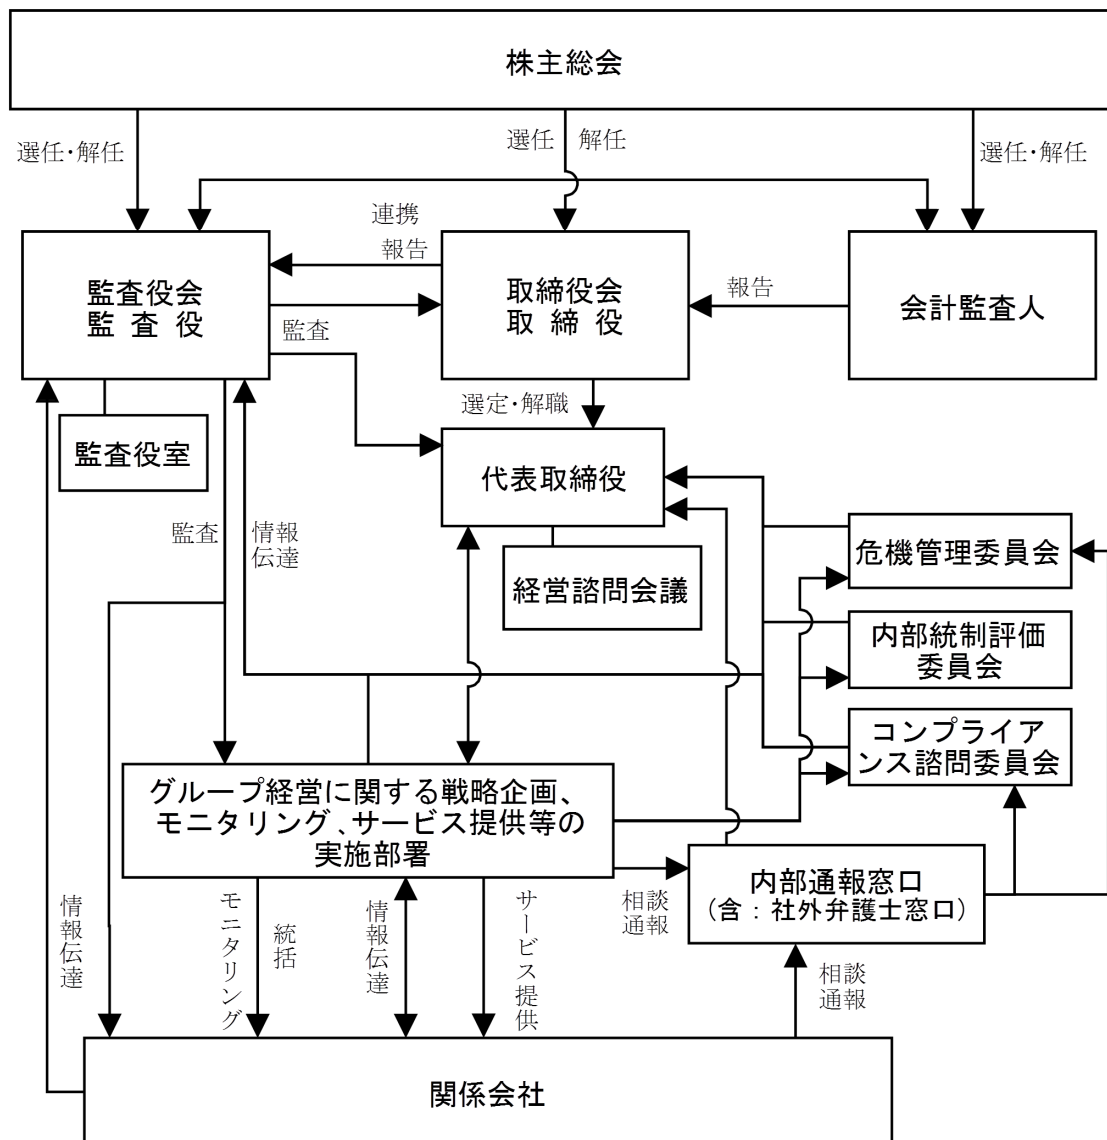 株主総会
選任・解任
選任
解任
選任・解任
連携
報告
監査役会
監査役
取締役会
取締役
報告
会計監査人
監査
選定・解職
監査役室
代表取締役
監査
情報
伝達
経営諮問会議
危機管理委員会
内部統制評価
委員会
コンプライア
ンス諮問委員会
グループ経営に関する戦略企画、
モニタリング、サービス提供等の
実施部署
内部通報窓口
（含：社外弁護士窓口）
相談
通報
情報伝達
モニタリング
統括
情報伝達
サービス提供
相談
通報
関係会社